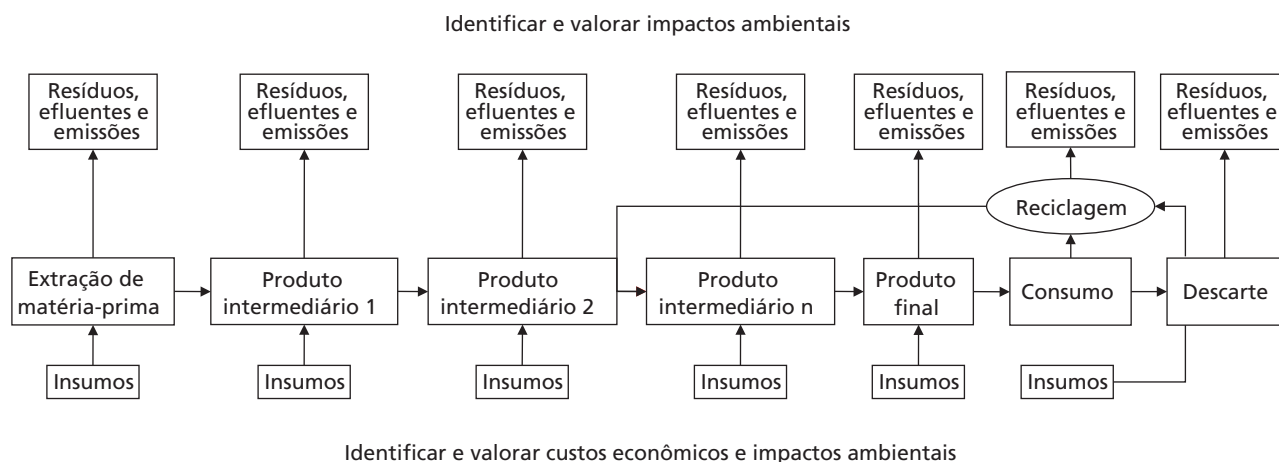 Identificar e valorar impactos ambientais
Resíduos,
efluentes e
emissões
Resíduos,
efluentes e
emissões
Resíduos,
efluentes e
emissões
Resíduos,
efluentes e
emissões
Resíduos,
efluentes e
emissões
Resíduos,
efluentes e
emissões
Resíduos,
efluentes e
emissões
Reciclagem
Extração de
matéria-prima
Produto
intermediário 1
Produto
intermediário 2
Produto
intermediário n
Produto
final
Consumo
Descarte
Insumos
Insumos
Insumos
Insumos
Insumos
Insumos
Identificar e valorar custos econômicos e impactos ambientais